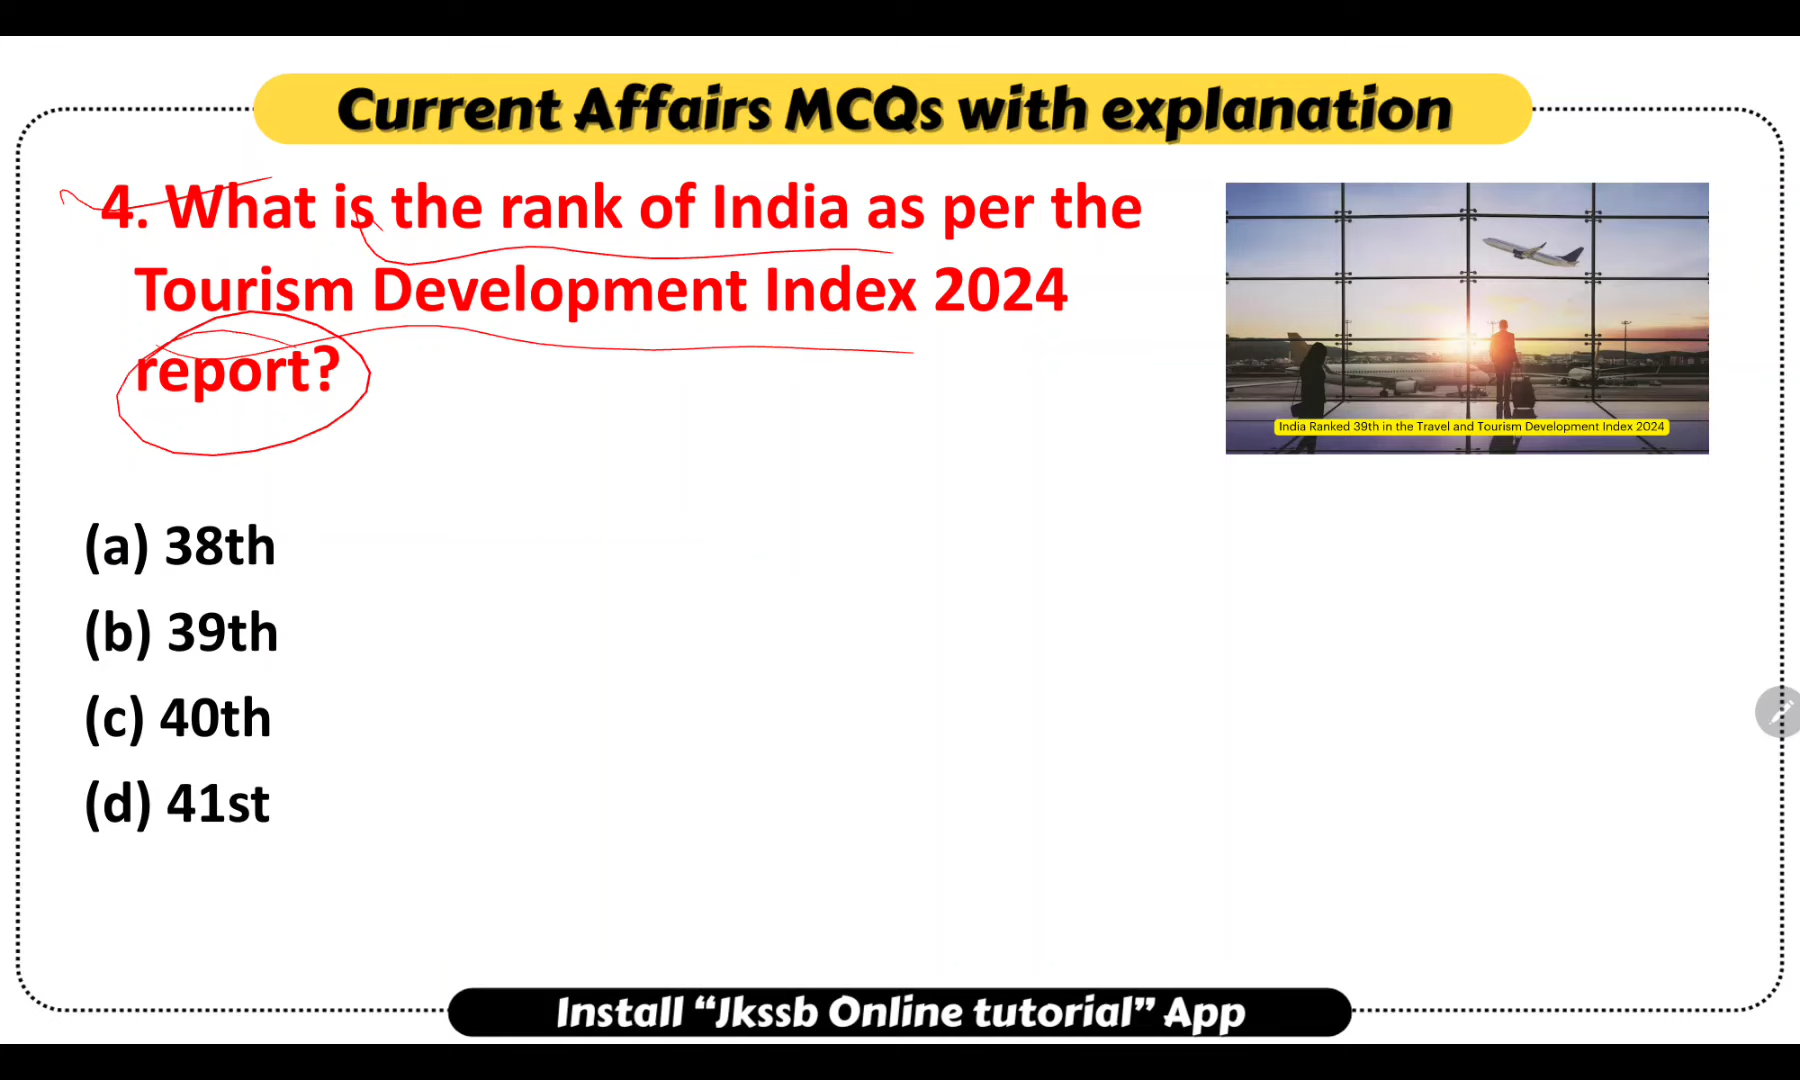 Current Affairs MCQs with explanation
4. What is the rank of India as per the
Tourism Development Index 2024
report?
India Ranked 39th in the Travel and Tourism Development Index 2024
(a) 38th
(b) 39th
(c) 40th
(d) 41st
Install “Jkssb Online tutorial” App